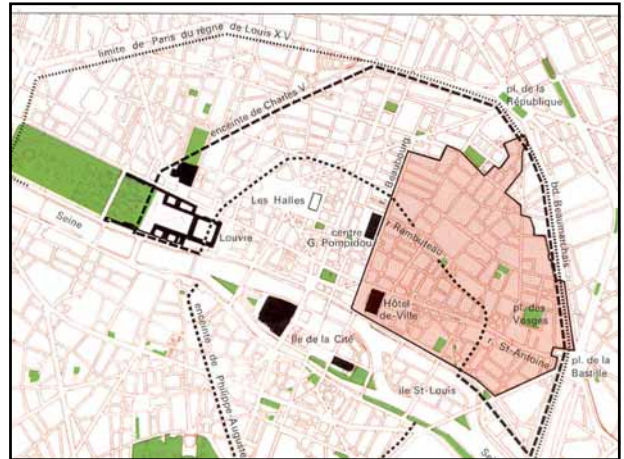 limite de Paris du règne de Louis XV
enceinte de Charles V
pl. de la
République
r. Beaubourg
bd. Beaumarchais
Les Halles
Seine
Louvre
centre
G. Pompidou
r. Rambuteau
Hôtel
de-Ville
pl. des
Vosges
r. St-Antoine
Ile de la Cité
pl. de la
Bastille
enceinte de Philippe-Auguste
île St-Louis
Se